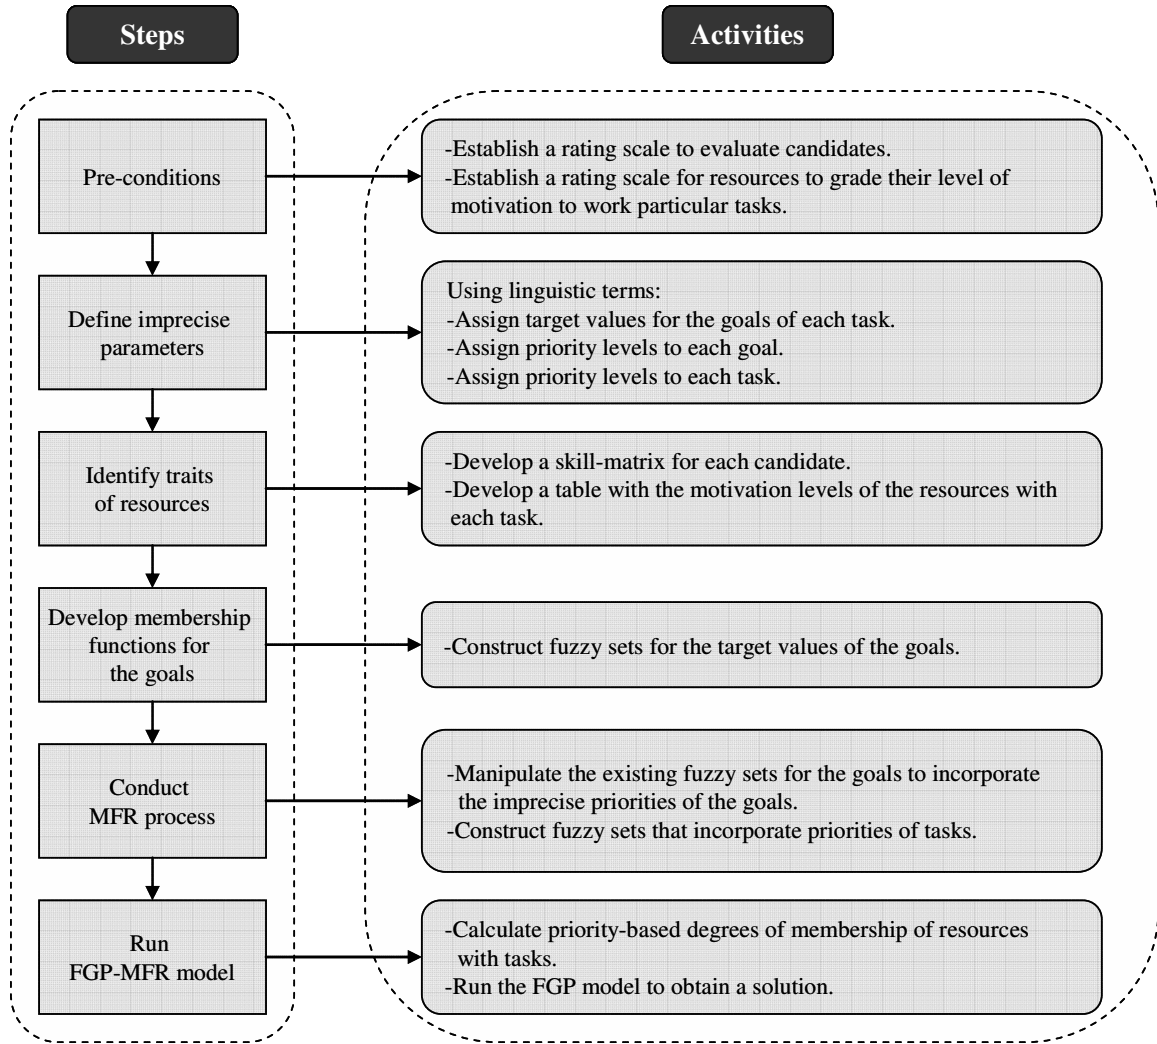 Steps
Activities
Pre-conditions
-Establish a rating scale to evaluate candidates.
-Establish a rating scale for resources to grade their level of
motivation to work particular tasks.
Define imprecise
parameters
Using linguistic terms:
-Assign target values for the goals of each task.
-Assign priority levels to each goal.
-Assign priority levels to each task.
Identify traits
of resources
-Develop a skill-matrix for each candidate.
-Develop a table with the motivation levels of the resources with
each task.
Develop membership
functions for
the goals
-Construct fuzzy sets for the target values of the goals.
Conduct
MFR process
-Manipulate the existing fuzzy sets for the goals to incorporate
the imprecise priorities of the goals.
-Construct fuzzy sets that incorporate priorities of tasks.
Run
FGP-MFR model
-Calculate priority-based degrees of membership of resources
with tasks.
-Run the FGP model to obtain a solution.